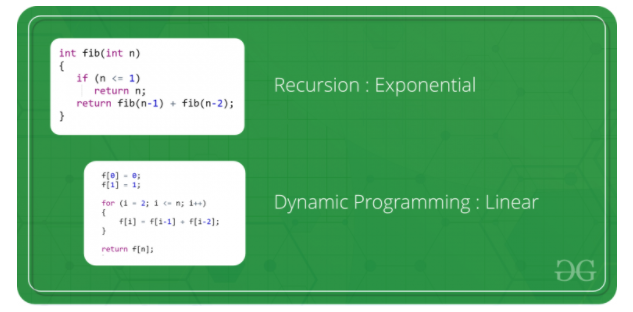 int fib(int n)
{
if (n <= 1)
return n;
return fib(n-1) + fib(n-2);
}
Recursion : Exponential
f[0] = 0;
f[1] = 1;
for (i = 2; i <= n; i++)
{
f[i] = f[i-1] + f[i-2];
}
return f[n];
Dynamic Programming : Linear